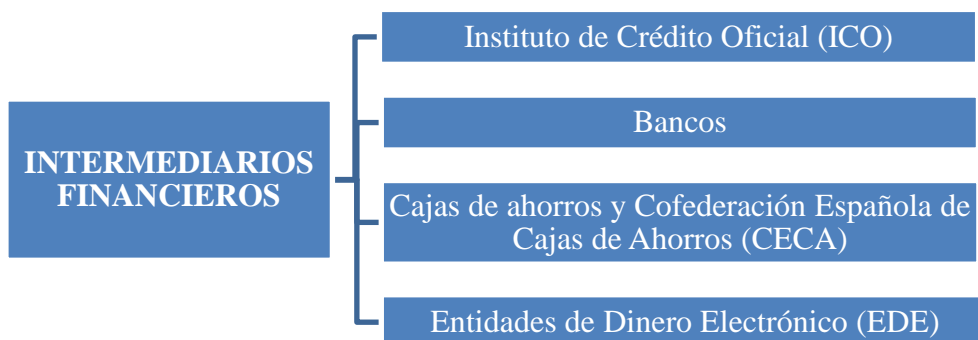 INTERMEDIARIOS
FINANCIEROS
Instituto de Crédito Oficial (ICO)
Bancos
Cajas de ahorros y Cofederación Española de
Cajas de Ahorros (CECA)
Entidades de Dinero Electrónico (EDE)